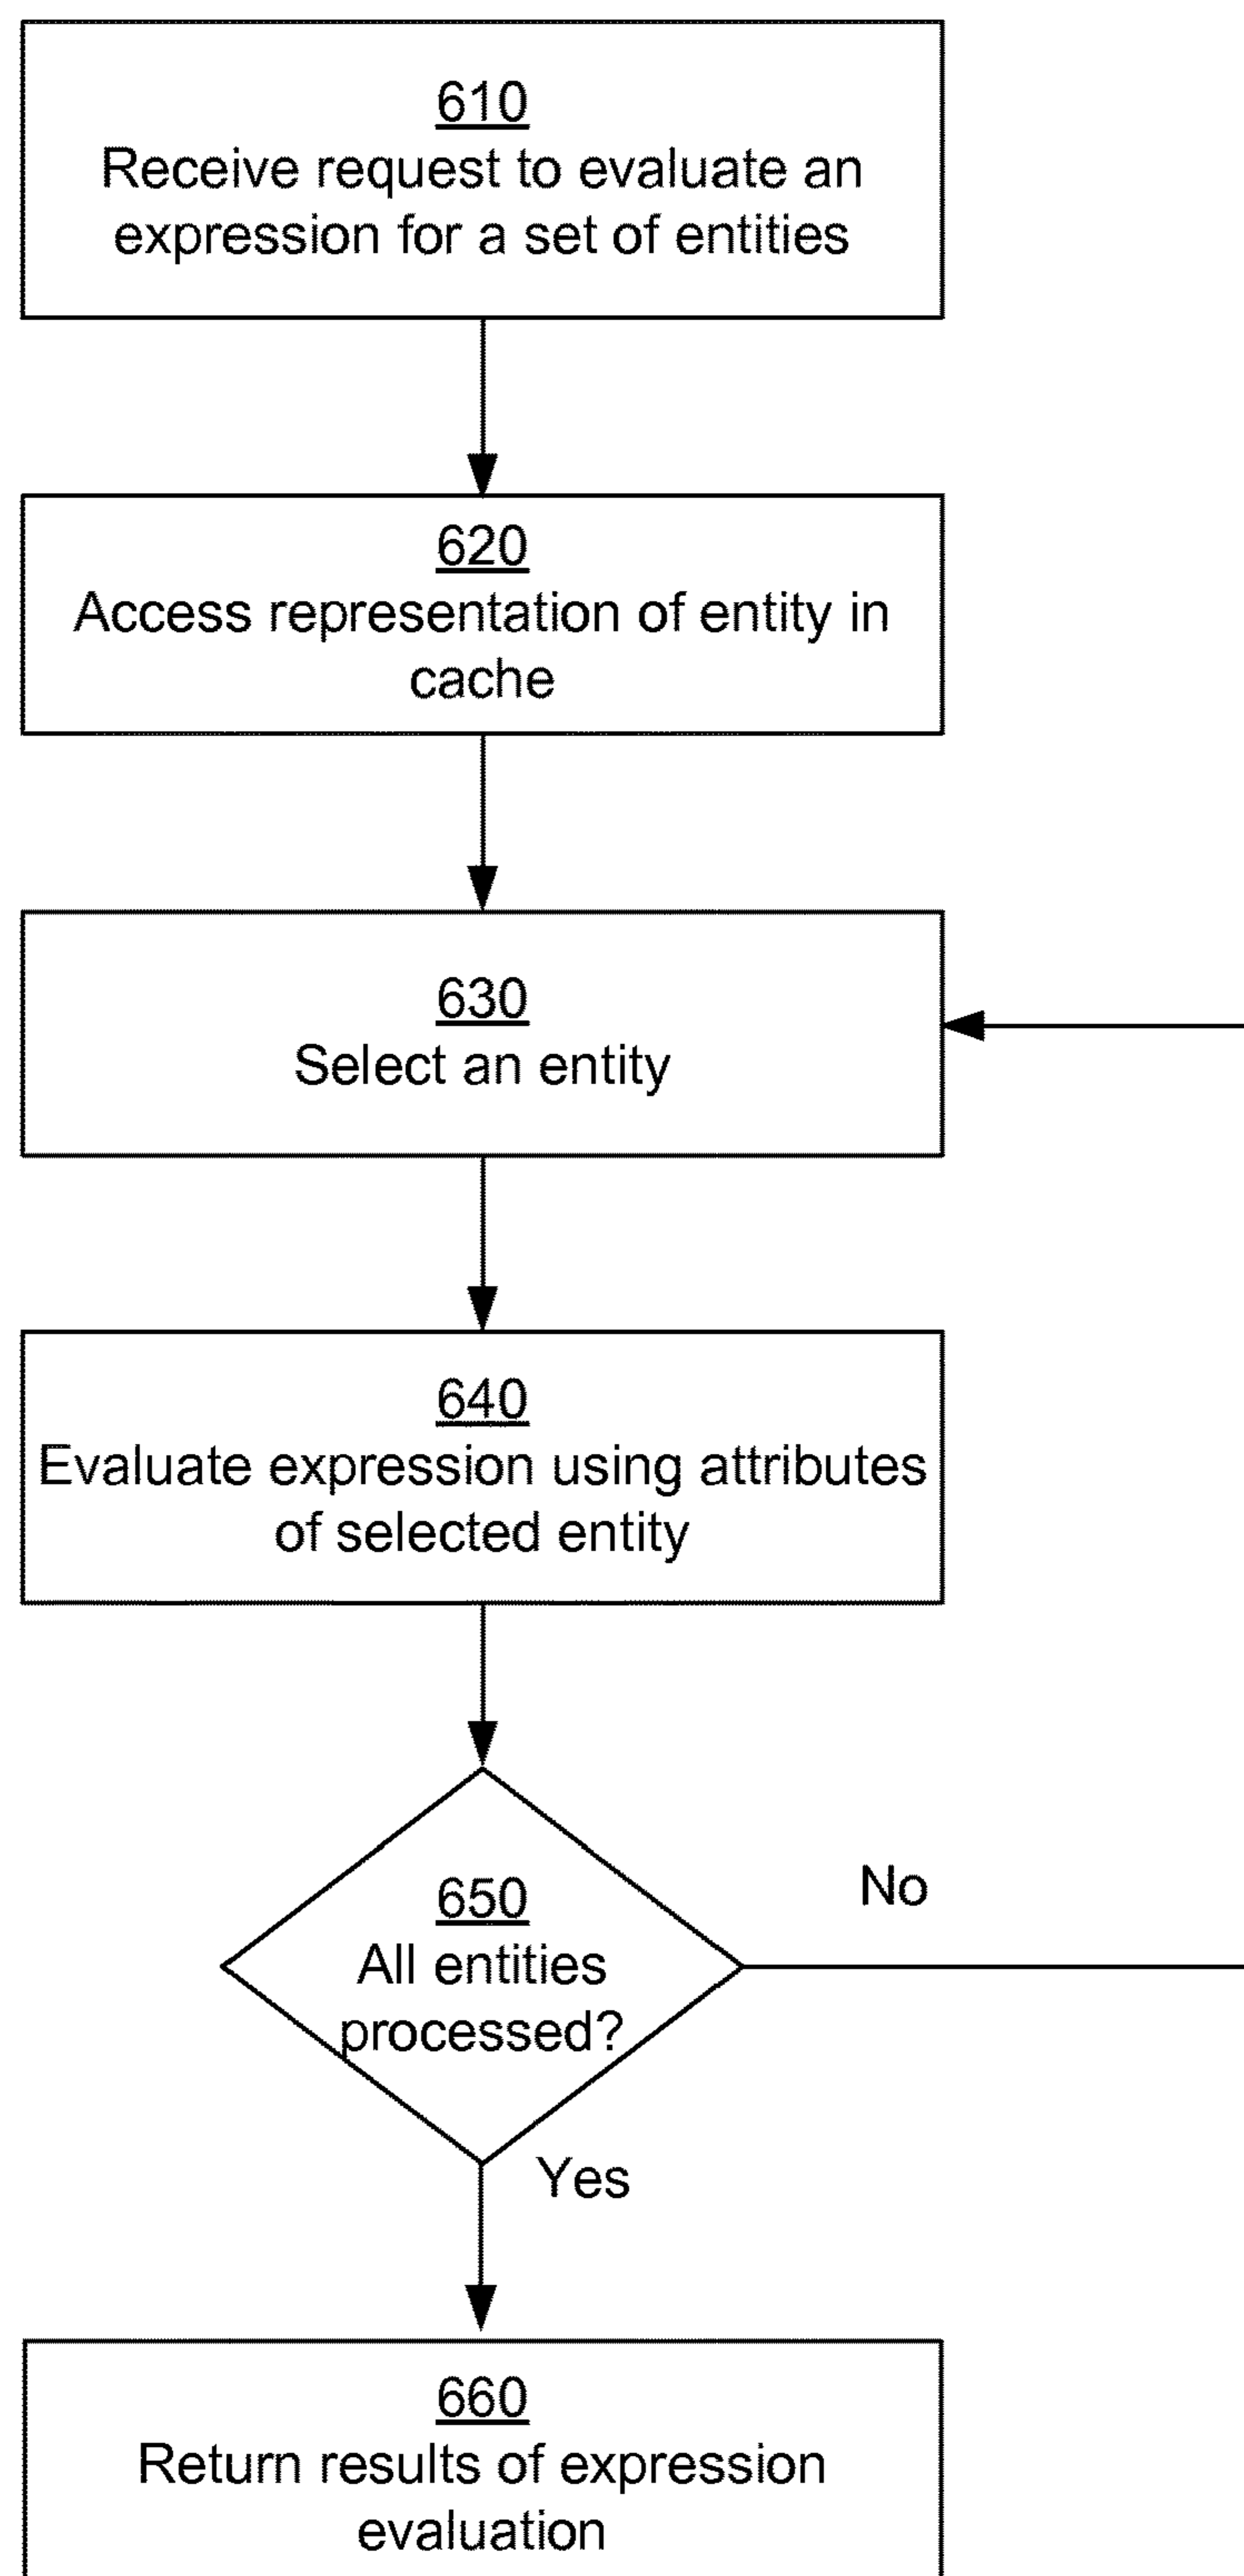 610
Receive request to evaluate an
expression for a set of entities
620
Access representation of entity in
cache
630
Select an entity
640
Evaluate expression using attributes
of selected entity
650
All entities
processed?
No
Yes
660
Return results of expression
evaluation